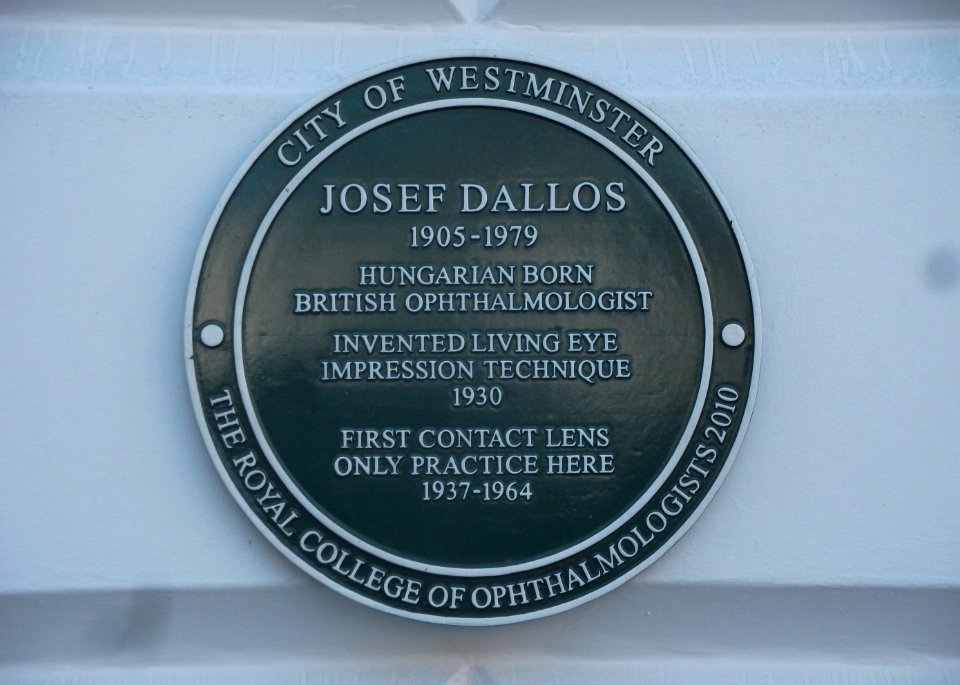 CITY OF WESTMINSTER
JOSEF DALLOS
1905-1979
HUNGARIAN BORN
BRITISH OPHTHALMOLOGIST
INVENTED LIVING EYE
IMPRESSION TECHNIQUE
1930
FIRST CONTACT LENS
ONLY PRACTICE HERE
1937-1964
THE ROYAL COLLEGE OF OPHTHALMOLOGISTS 2010